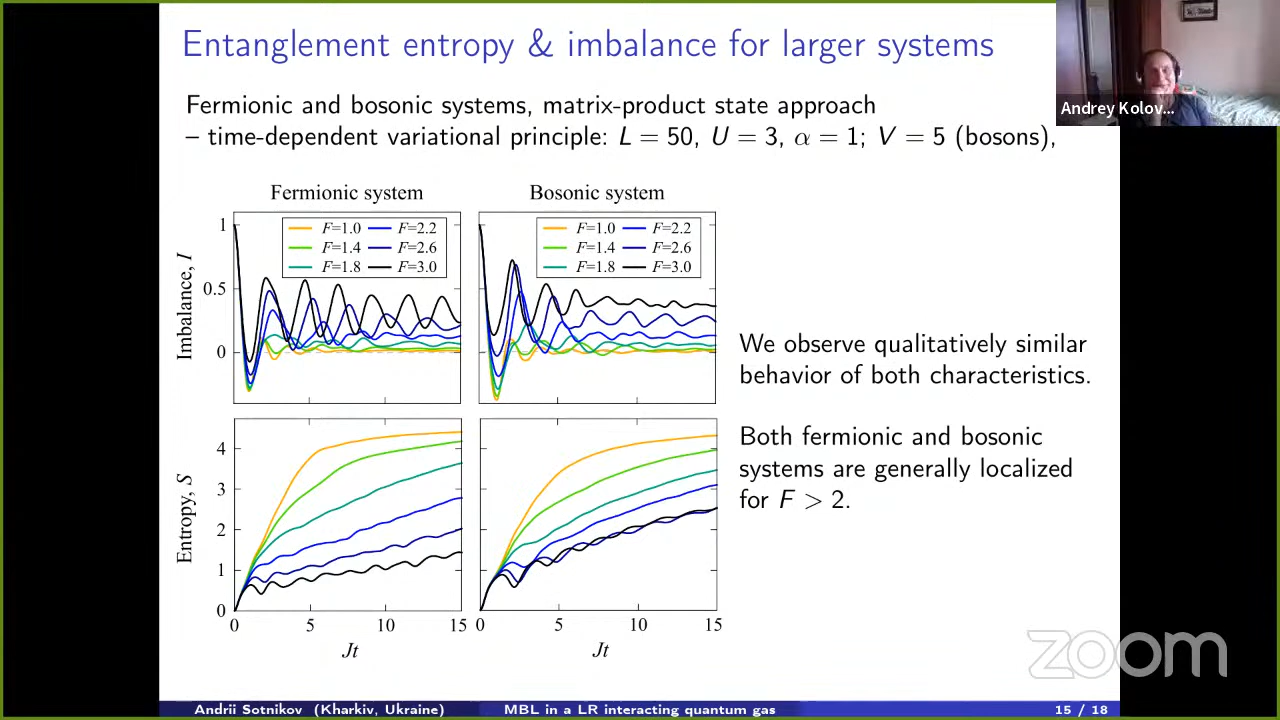 Entanglement entropy & imbalance for larger systems
Andrey Kolov...
Fermionic and bosonic systems, matrix-product state approach
– time-dependent variational principle: L = 50, U = 3, α = 1; V = 5 (bosons),
Fermionic system
Bosonic system
Imbalance, I
1
0.5
0
F=1.0 F=2.2
F=1.4 F=2.6
F=1.8 F=3.0
F=1.0 F=2.2
F=1.4 F=2.6
F=1.8 F=3.0
We observe qualitatively similar
behavior of both characteristics.
Both fermionic and bosonic
systems are generally localized
for F > 2.
Entropy, S
4
3
2
1
0
0 5 10 15
0 5 10 15
Jt
Jt
zoom
Andrii Sotnikov (Kharkiv, Ukraine) MBL in a LR interacting quantum gas 15 / 18